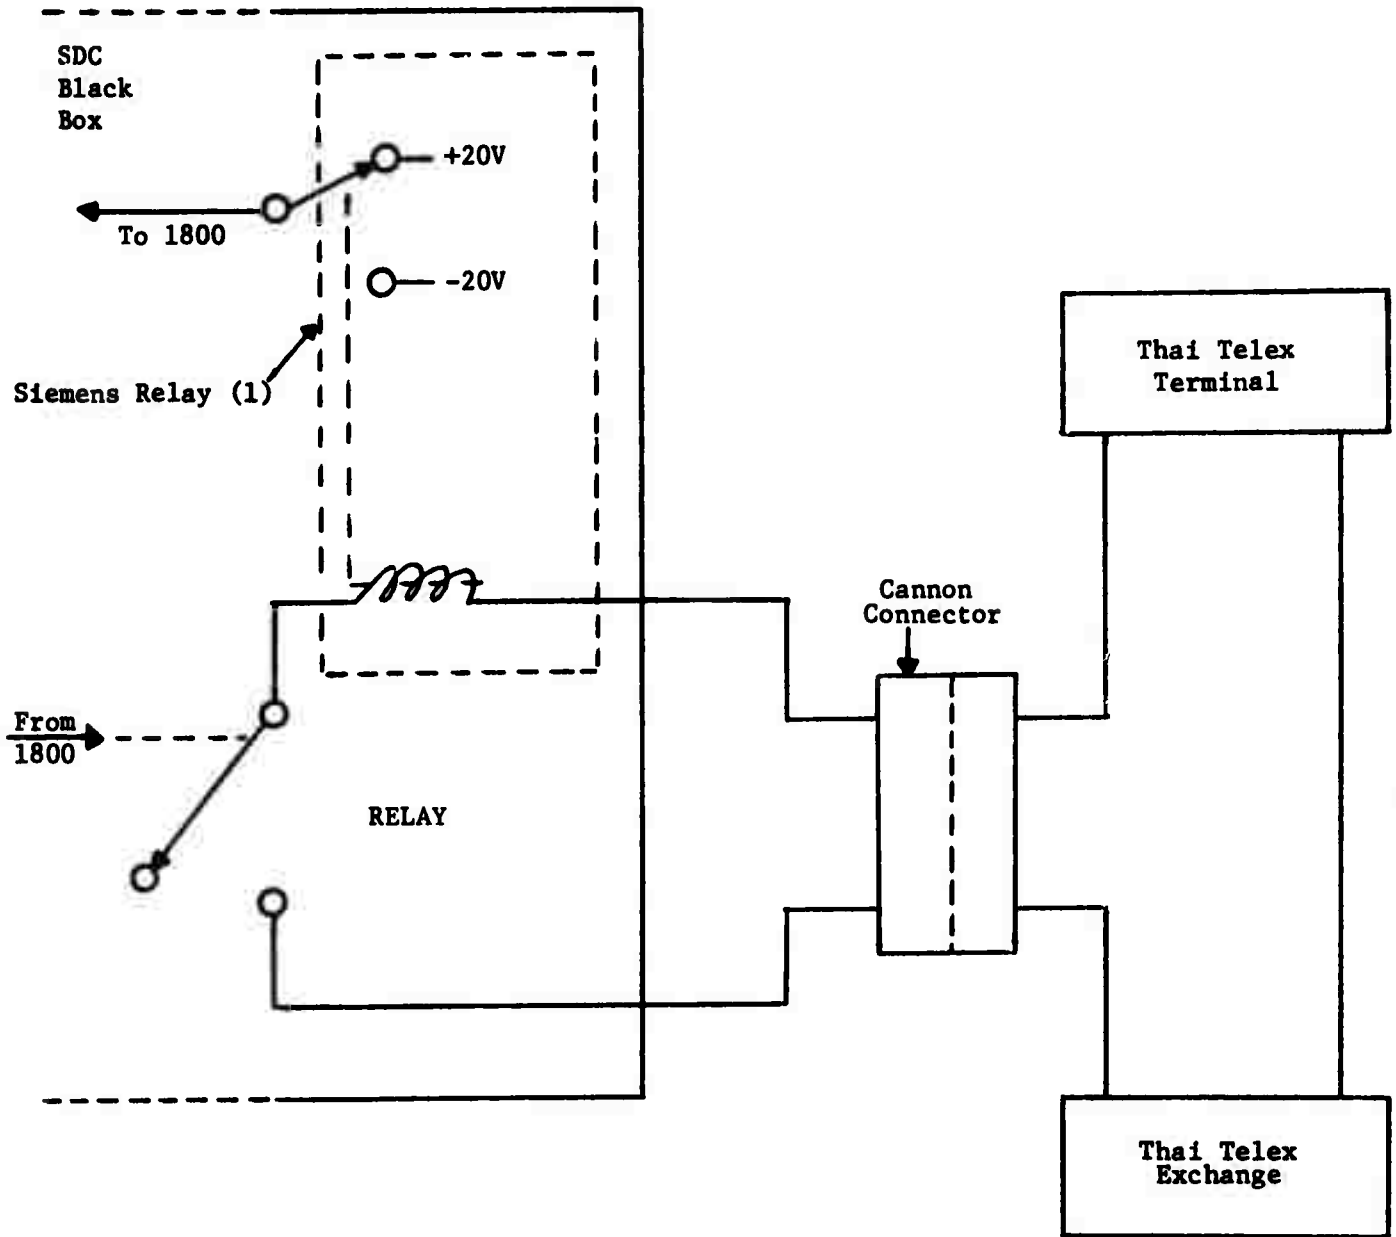 SDC
Black
Box
+20V
To 1800
-20V
Siemens Relay (1)
Thai Telex
Terminal
Cannon
Connector
From
1800
RELAY
Thai Telex
Exchange